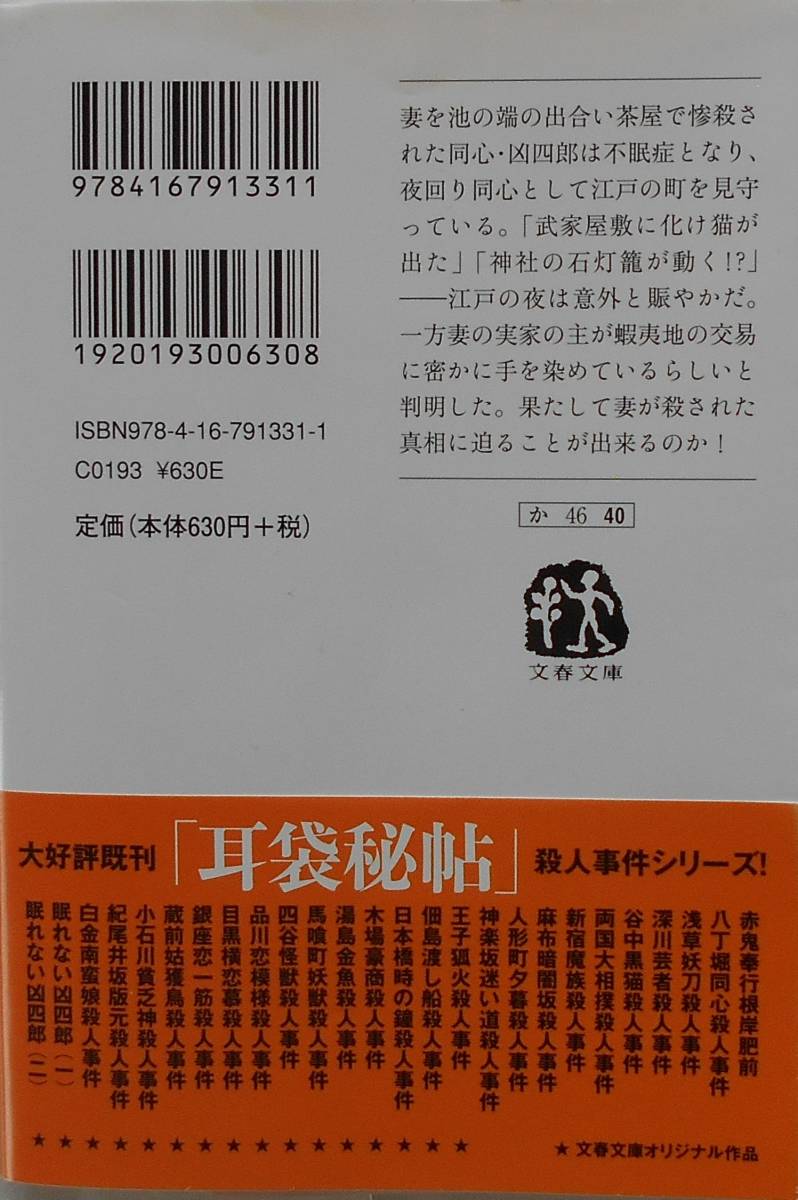 9784167913311
1920193006308
ISBN978-4-16-791331-1
C0193 ¥630E
定価(本体630円+税)
妻を池の端の出合い茶屋で惨殺さ
れた同心・凶四郎は不眠症となり、
夜回り同心として江戸の町を見守
っている。「武家屋敷に化け猫が
出た」「神社の石灯籠が動く!?」
――江戸の夜は意外と賑やかだ。
一方妻の実家の主が蝦夷地の交易
に密かに手を染めているらしいと
判明した。果たして妻が殺された
真相に迫ることが出来るのか!
か 46 40
文春文庫
大好評既刊「耳袋秘帖」殺人事件シリーズ!
赤鬼奉行根岸肥前
八丁堀同心殺人事件
浅草妖刀殺人事件
深川芸者殺人事件
谷中黒猫殺人事件
両国大相撲殺人事件
新宿魔族殺人事件
麻布暗闇坂殺人事件
人形町夕暮殺人事件
神楽坂迷い道殺人事件
王子狐火殺人事件
佃島渡し船殺人事件
日本橋時の鐘殺人事件
木場豪商殺人事件
湯島金魚殺人事件
馬喰町妖獣殺人事件
四谷怪獣殺人事件
品川恋模様殺人事件
目黒横恋慕殺人事件
銀座恋一筋殺人事件
蔵前姑獲鳥殺人事件
小石川貧乏神殺人事件
紀尾井坂版元殺人事件
白金南蛮娘殺人事件
眠れない凶四郎(一)
眠れない凶四郎(二)
★ ★ ★ ★ ★ ★ ★ ★ ★ ★ ★ ★ ★ ★ ★ ★ ★
★文春文庫オリジナル作品